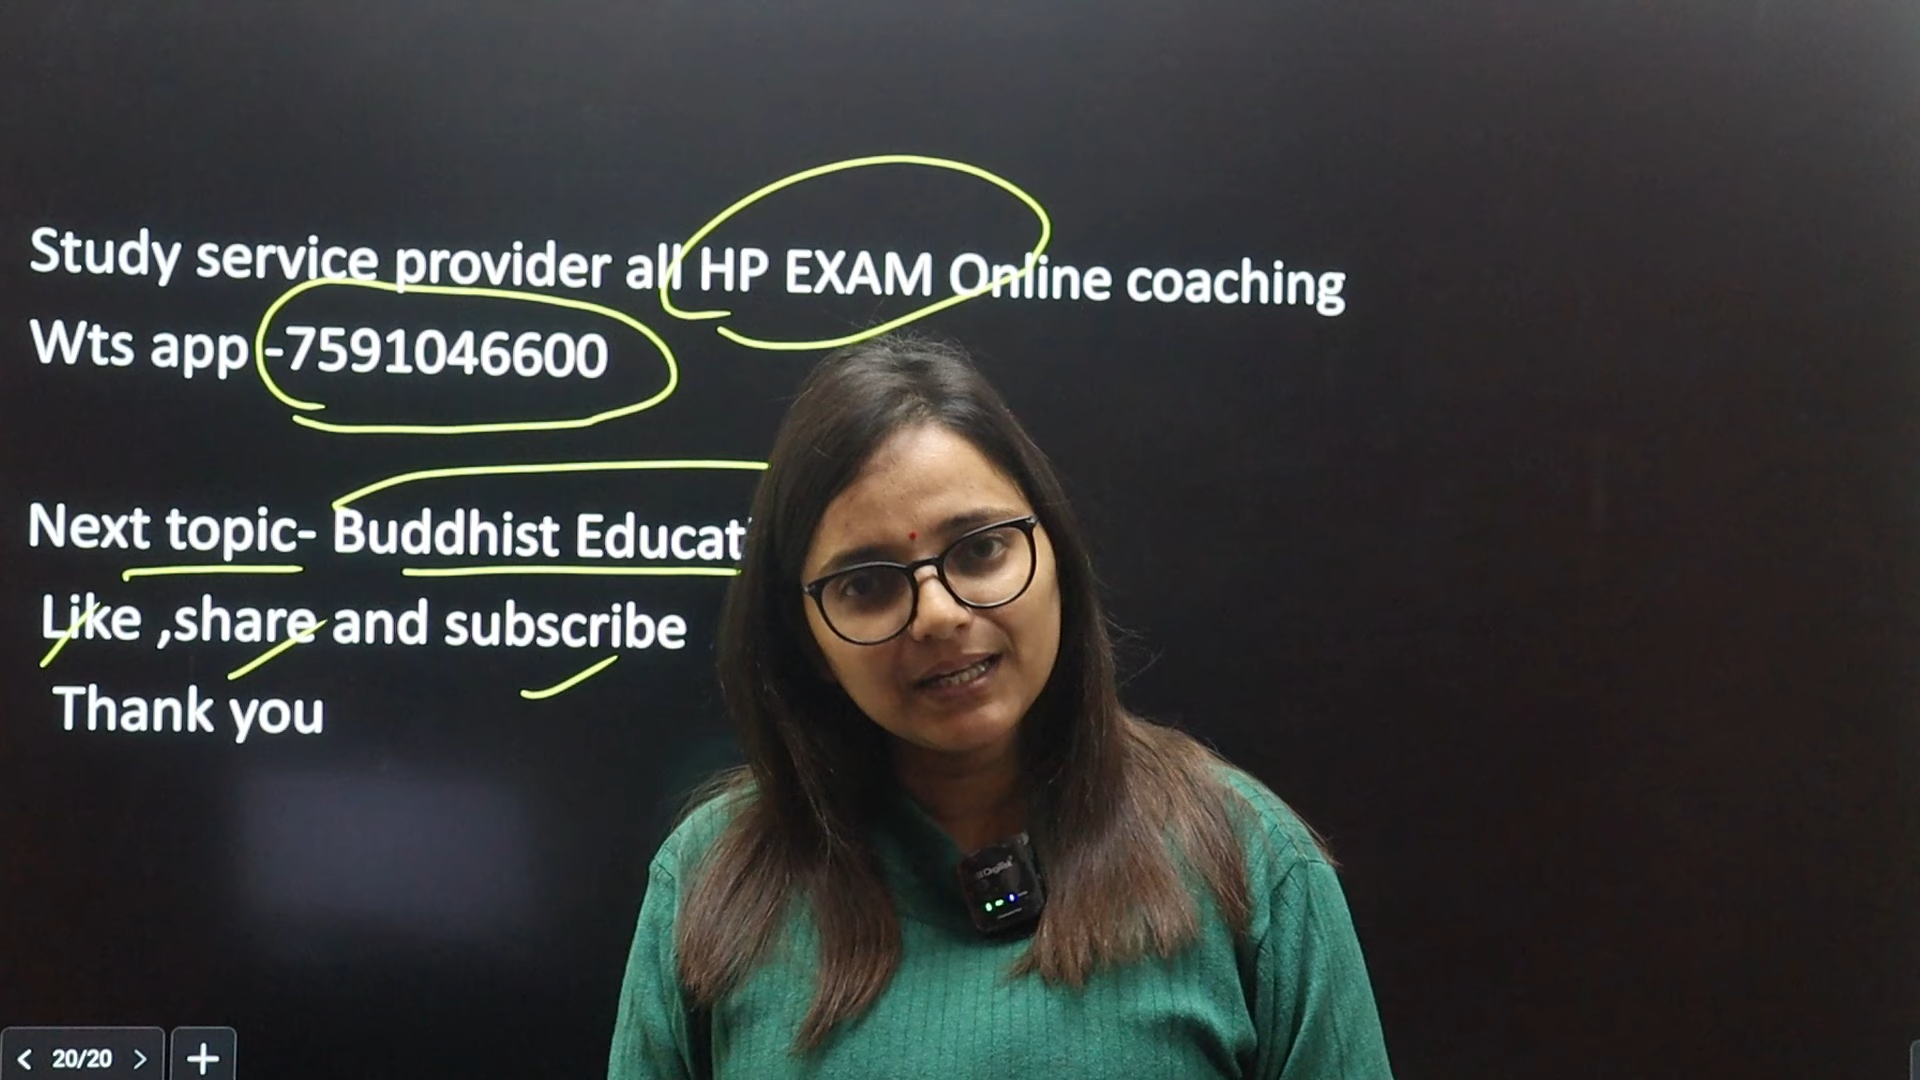 Study service provider all HP EXAM Online coaching
Wts app -7591046600
Next topic- Buddhist
Like ,share and subscribe
Thank you
20/20